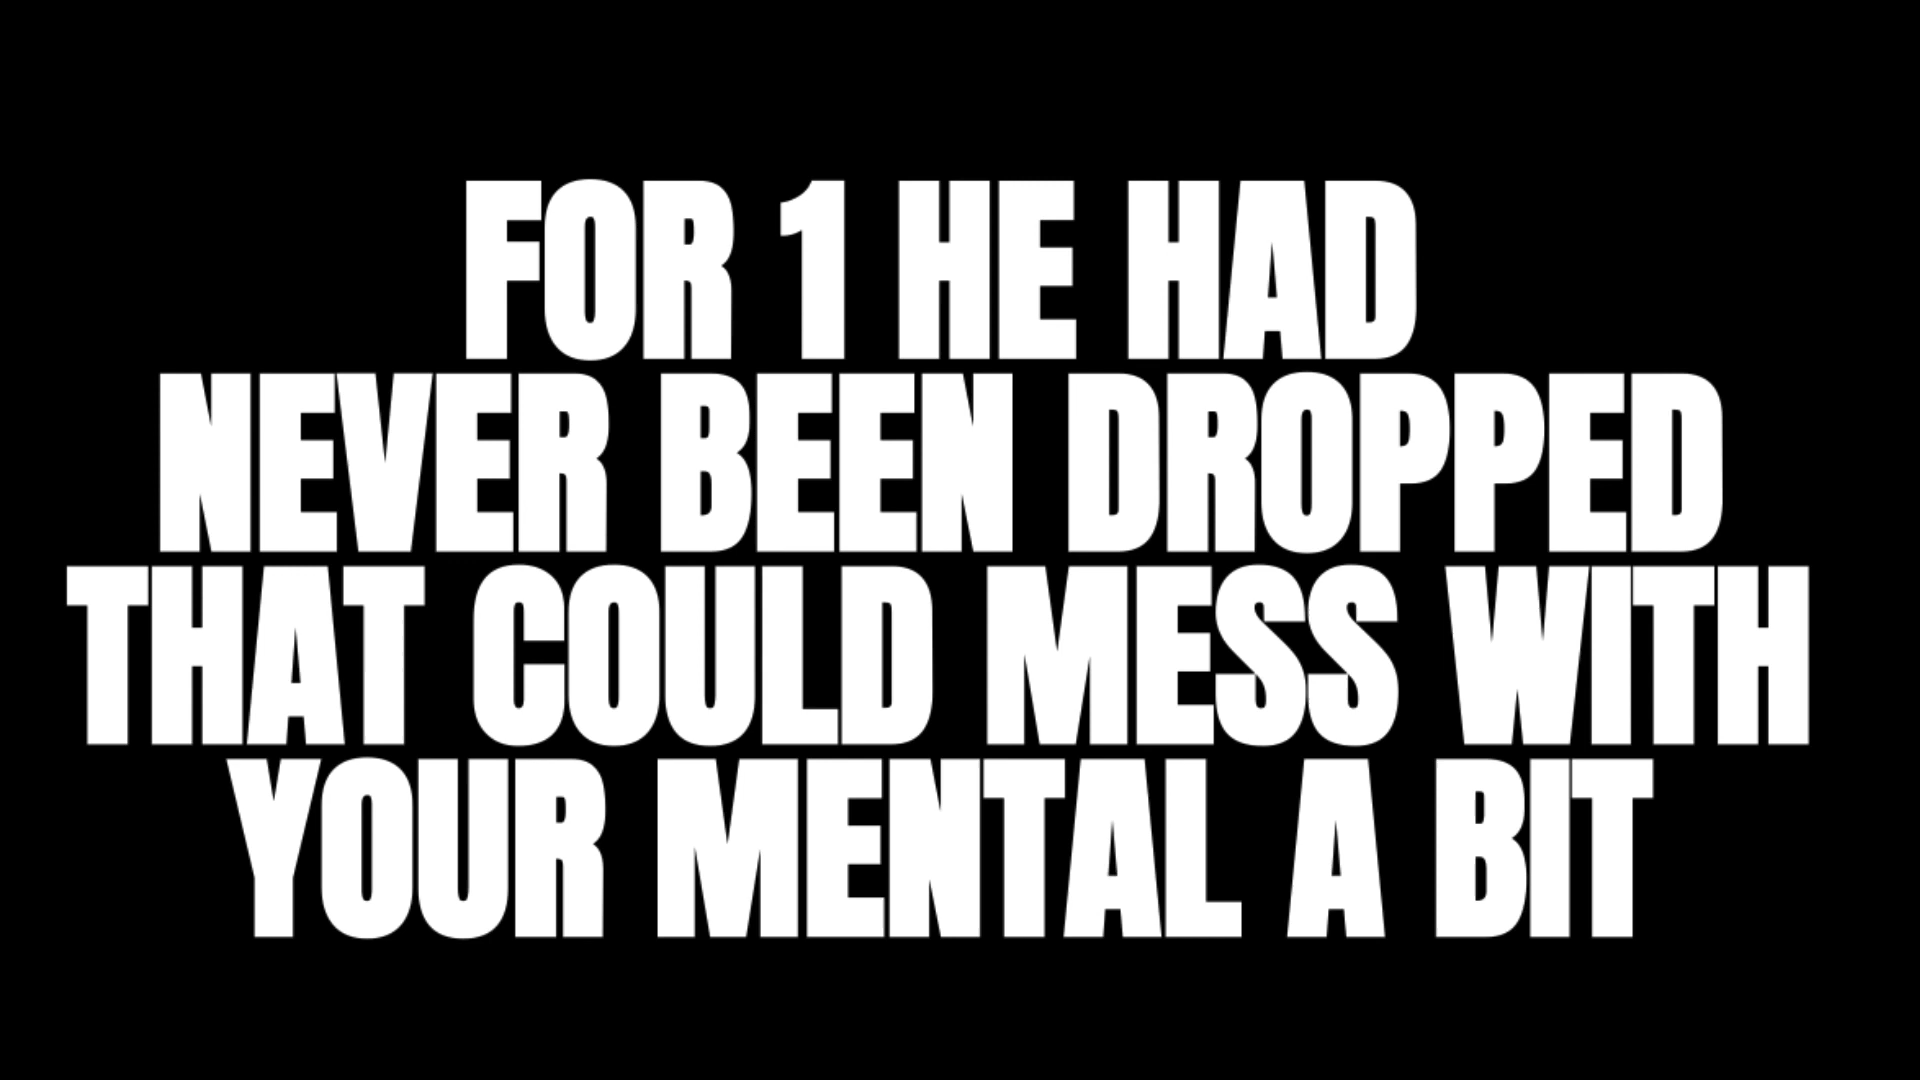 FOR 1 HE HAD
NEVER BEEN DROPPED
THAT COULD MESS WITH
YOUR MENTAL A BIT